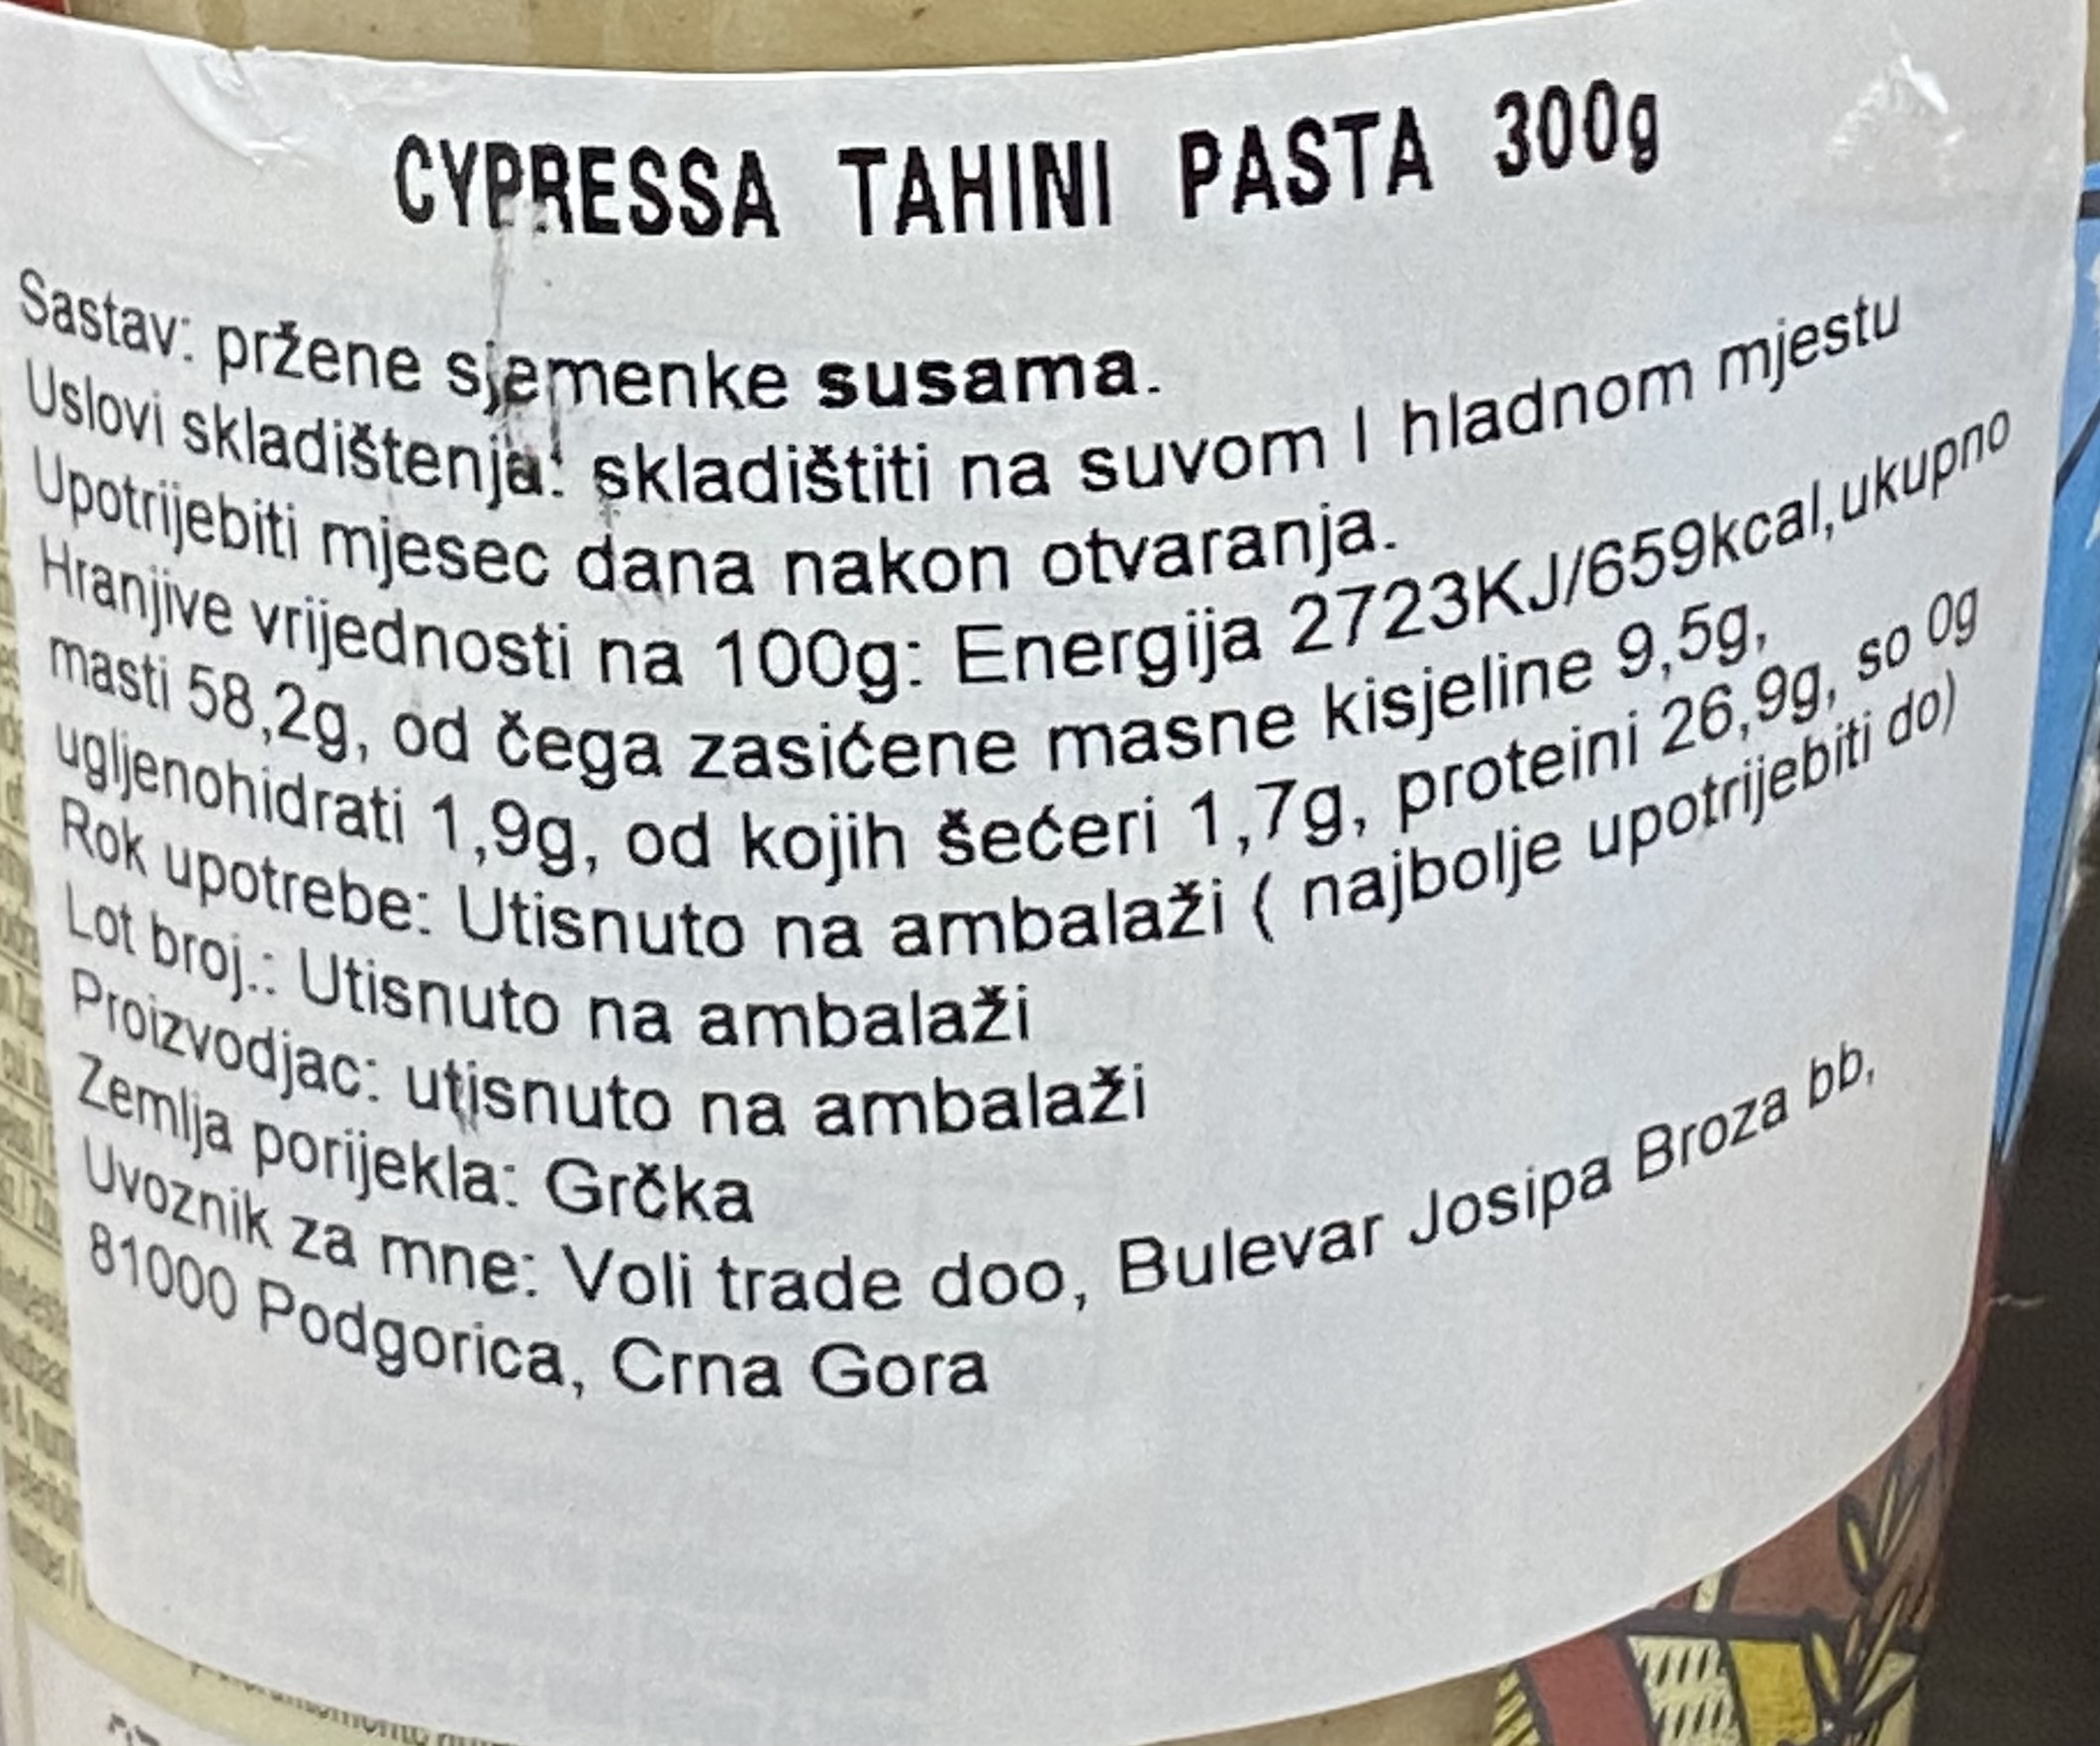 CYPRESSA TAHINI PASTA 300g
Sastav: pržene sjemenke susama.
Uslovi skladištenja: skladištiti na suvom I hladnom mjestu
Upotrijebiti mjesec dana nakon otvaranja.
Hranjive vrijednosti na 100g: Energija 2723KJ/659kcal,ukupno
masti 58,2g, od čega zasićene masne kisjeline 9,5g,
ugljenohidrati 1,9g, od kojih šećeri 1,7g, proteini 26,9g, so 0g
Rok upotrebe: Utisnuto na ambalaži ( najbolje upotrijebiti do)
Lot broj.: Utisnuto na ambalaži
Proizvodjac: utisnuto na ambalaži
Zemlja porijekla: Grčka
Uvoznik za mne: Voli trade doo, Bulevar Josipa Broza bb,
81000 Podgorica, Crna Gora